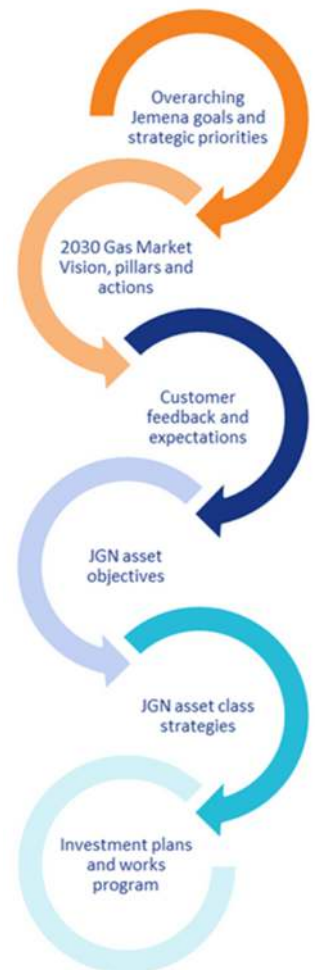 Overarching
Jemena goals and
strategic priorities
2030 Gas Market
Vision, pillars and
actions
Customer
feedback and
expectations
JGN asset
objectives
JGN asset class
strategies
Investment plans
and works
program